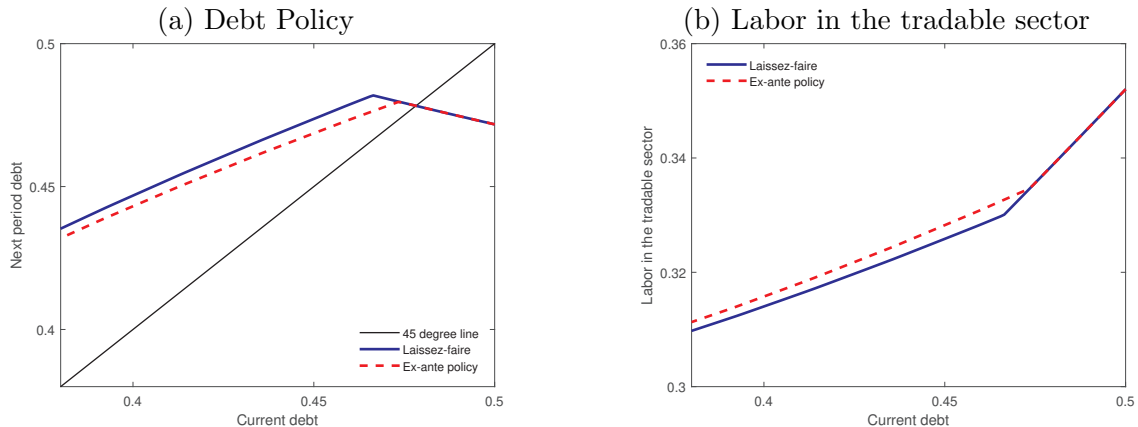 (a) Debt Policy
0.5
0.45
0.4
Next period debt
45 degree line
Laissez-faire
Ex-ante policy
0.4
0.45
0.5
Current debt
(b) Labor in the tradable sector
0.36
0.34
0.32
0.3
Labor in the tradable sector
Laissez-faire
Ex-ante policy
0.4
0.45
0.5
Current debt